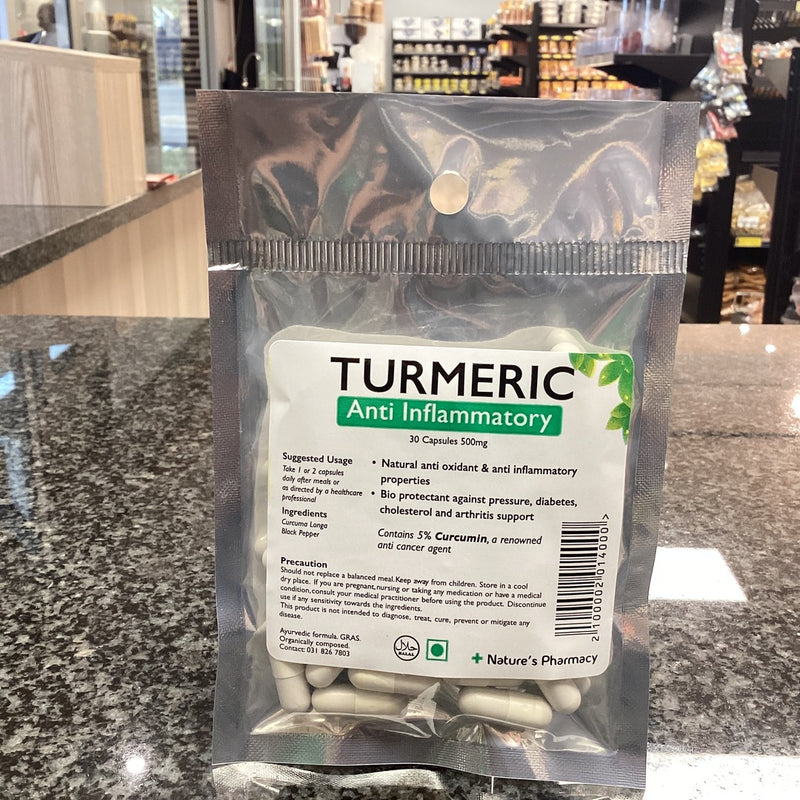 TURMERIC
Anti Inflammatory
30 Capsules 500mg
Suggested Usage
Take 1 or 2 capsules
daily after meals or
as directed by a healthcare
professional
Ingredients
Curcuma Longa
Black Pepper
• Natural anti oxidant & anti inflammatory
properties
• Bio protectant against pressure, diabetes,
cholesterol and arthritis support
Contains 5% Curcumin, a renowned
anti cancer agent
Precaution
Should not replace a balanced meal.Keep away from children. Store in a cool
dry place. If you are pregnant,nursing or taking any medication or have a medical
condition,consult your medical practitioner before using the product. Discontinue
use if any sensitivity towards the ingredients.
This product is not intended to diagnose, treat, cure, prevent or mitigate any
disease.
Ayurvedic formula. GRAS.
Organically composed.
Contact: 031 826 7803
حلال
HALAL
+ Nature's Pharmacy
2 100002 014000 >